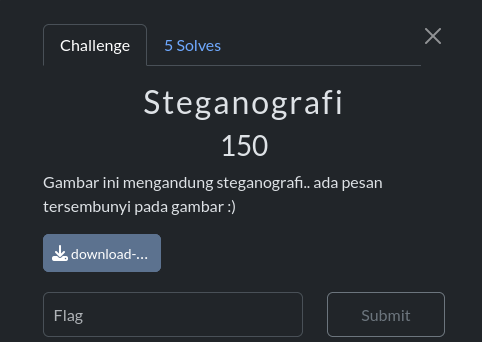 Challenge
5 Solves
Steganografi
150
Gambar ini mengandung steganografi.. ada pesan
tersembunyi pada gambar :)
download-...
Flag
Submit